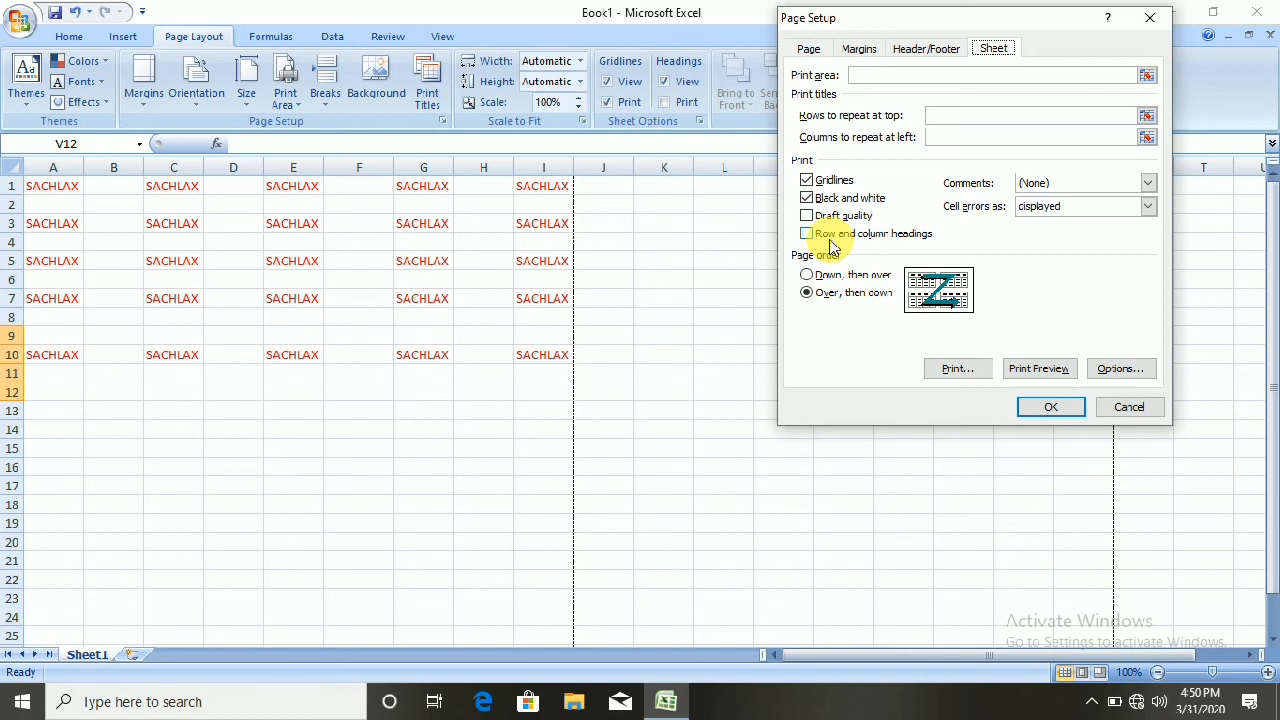 Book1 - Microsoft Excel
Home Insert Page Layout Formulas Data Review View
Themes
Colors
Fonts
Effects
Themes
Margins Orientation Size Print Area Breaks Background Print Titles
Page Setup
Width: Automatic
Height: Automatic
Scale: 100%
Scale to Fit
Gridlines
View
Print
Headings
View
Print
Sheet Options
Bring to Front
V12 fx
A B C D E F G H I J K L T
1 SACHLAX SACHLAX SACHLAX SACHLAX SACHLAX
2
3 SACHLAX SACHLAX SACHLAX SACHLAX SACHLAX
4
5 SACHLAX SACHLAX SACHLAX SACHLAX SACHLAX
6
7 SACHLAX SACHLAX SACHLAX SACHLAX SACHLAX
8
9
10 SACHLAX SACHLAX SACHLAX SACHLAX SACHLAX
11
12
13
14
15
16
17
18
19
20
21
22
23
24
25
Page Setup ? 
Page Margins Header/Footer Sheet
Print area:
Print titles
Rows to repeat at top:
Columns to repeat at left:
Print
Gridlines
Black and white
Draft quality
Row and column headings
Comments: (None)
Cell errors as: displayed
Page order
Down, then over
Over, then down
Print... Print Preview Options...
OK Cancel
Activate Windows
Go to Settings to activate Windows.
Sheet1
Ready 100%
Type here to search
4:50 PM
3/31/2020